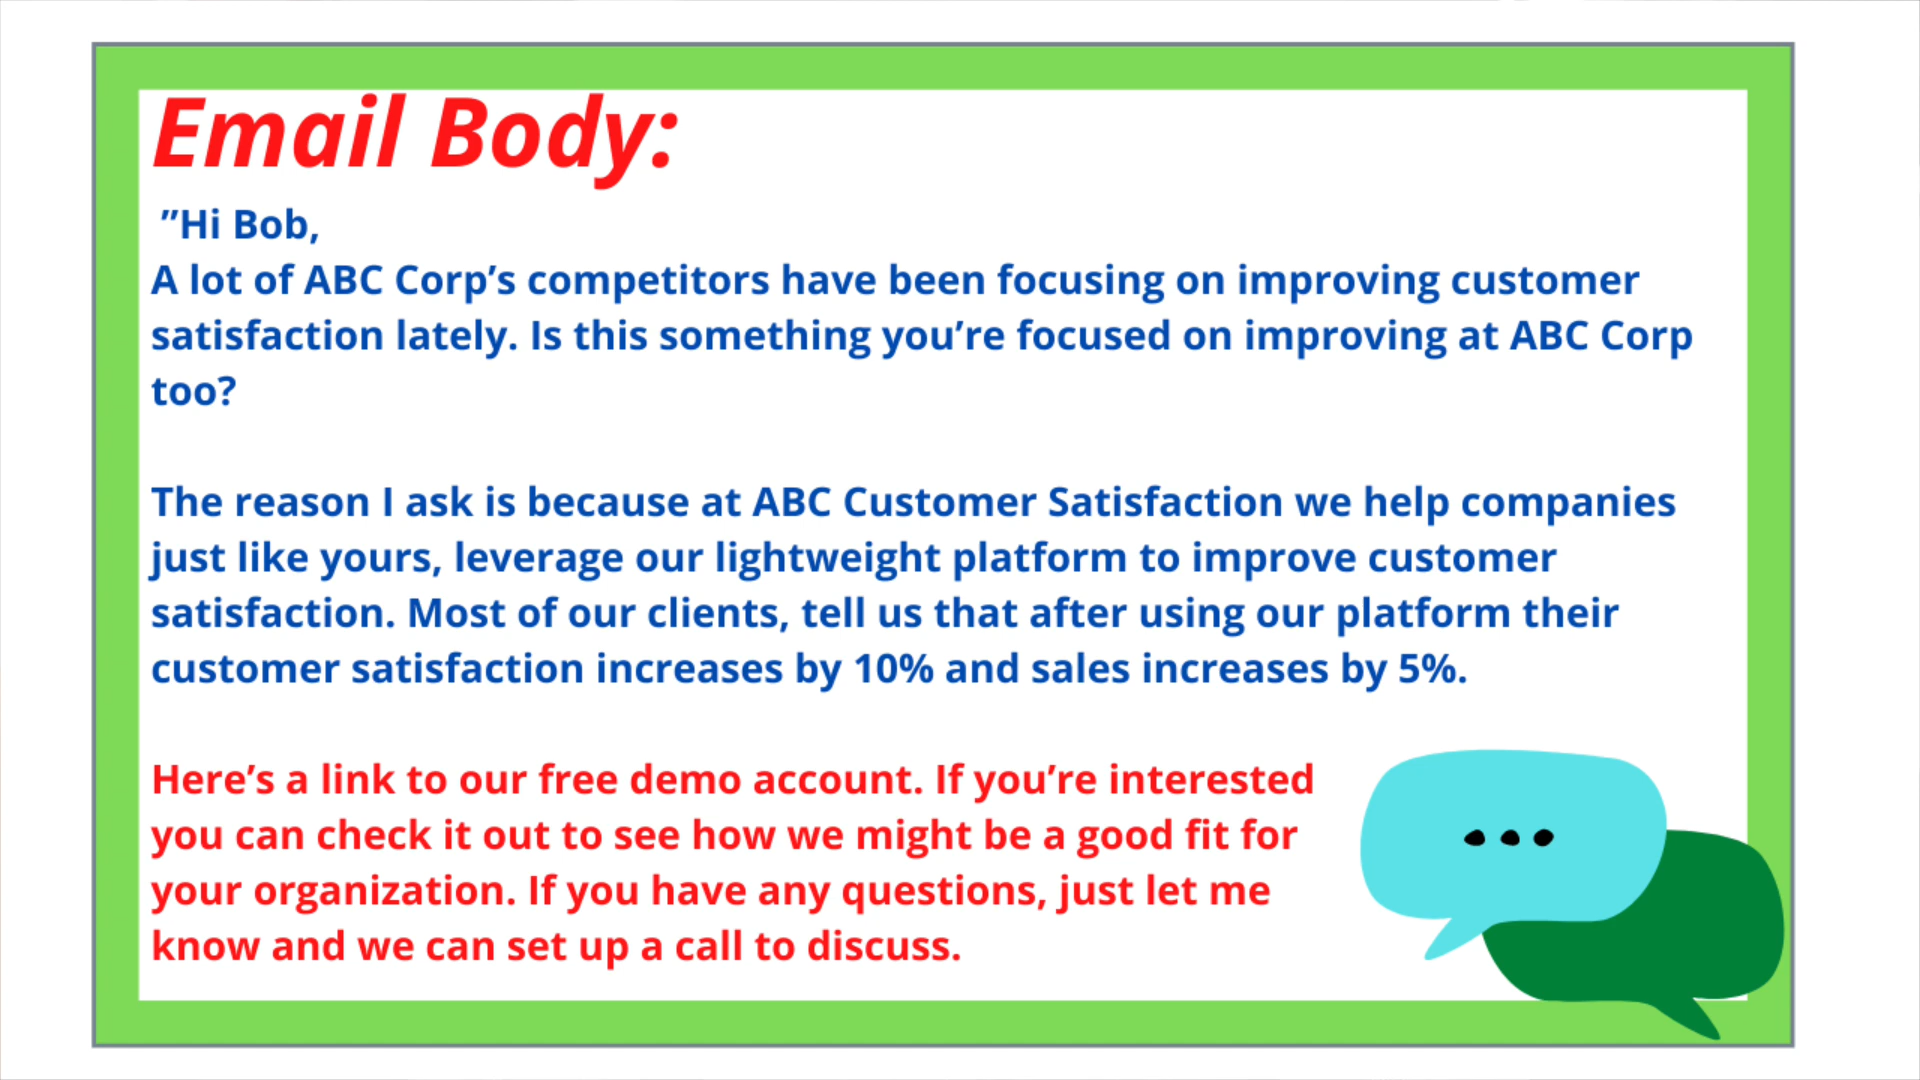 Email Body:
”Hi Bob,
A lot of ABC Corp’s competitors have been focusing on improving customer
satisfaction lately. Is this something you’re focused on improving at ABC Corp
too?
The reason I ask is because at ABC Customer Satisfaction we help companies
just like yours, leverage our lightweight platform to improve customer
satisfaction. Most of our clients, tell us that after using our platform their
customer satisfaction increases by 10% and sales increases by 5%.
Here’s a link to our free demo account. If you’re interested
you can check it out to see how we might be a good fit for
your organization. If you have any questions, just let me
know and we can set up a call to discuss.